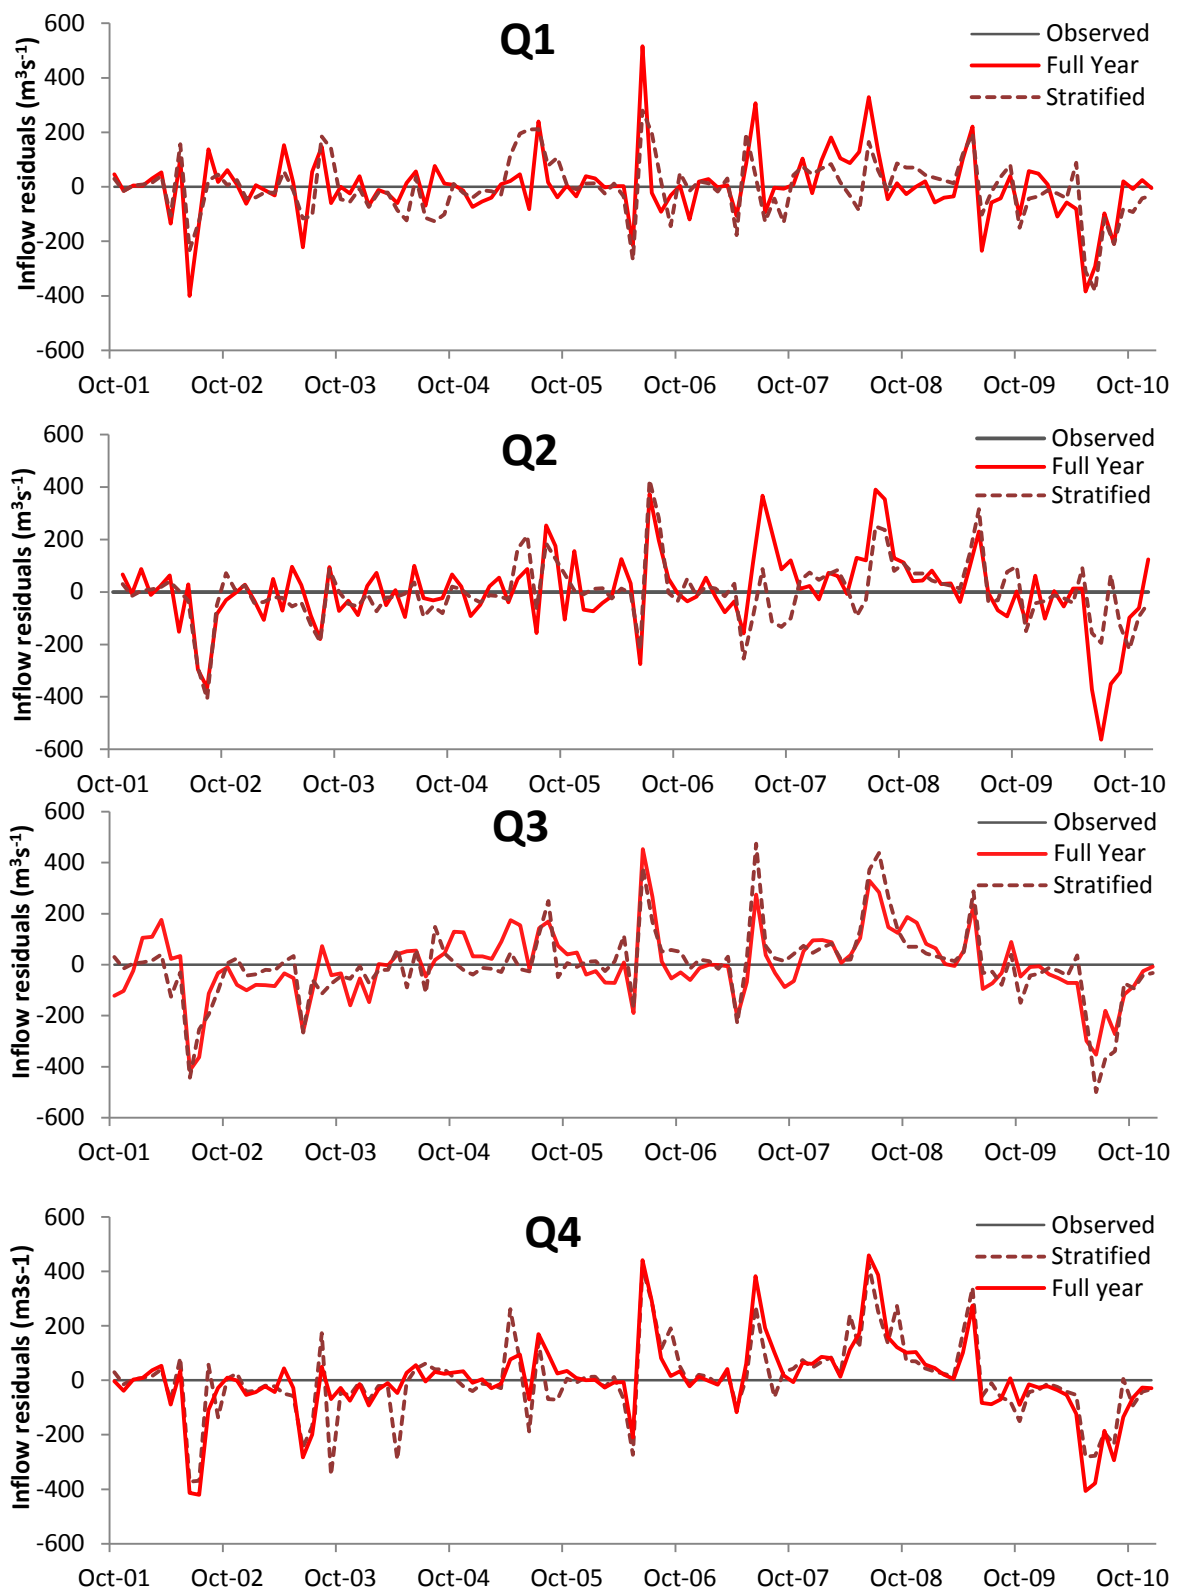 Q1
Inflow residuals (m³s⁻¹)
600
400
200
0
-200
-400
-600
Observed
Full Year
Stratified
Oct-01 Oct-02 Oct-03 Oct-04 Oct-05 Oct-06 Oct-07 Oct-08 Oct-09 Oct-10
Q2
Inflow residuals (m³s⁻¹)
600
400
200
0
-200
-400
-600
Observed
Full Year
Stratified
Oct-01 Oct-02 Oct-03 Oct-04 Oct-05 Oct-06 Oct-07 Oct-08 Oct-09 Oct-10
Q3
Inflow residuals (m³s⁻¹)
600
400
200
0
-200
-400
-600
Observed
Full Year
Stratified
Oct-01 Oct-02 Oct-03 Oct-04 Oct-05 Oct-06 Oct-07 Oct-08 Oct-09 Oct-10
Q4
Inflow residuals (m3s-1)
600
400
200
0
-200
-400
-600
Observed
Stratified
Full year
Oct-01 Oct-02 Oct-03 Oct-04 Oct-05 Oct-06 Oct-07 Oct-08 Oct-09 Oct-10